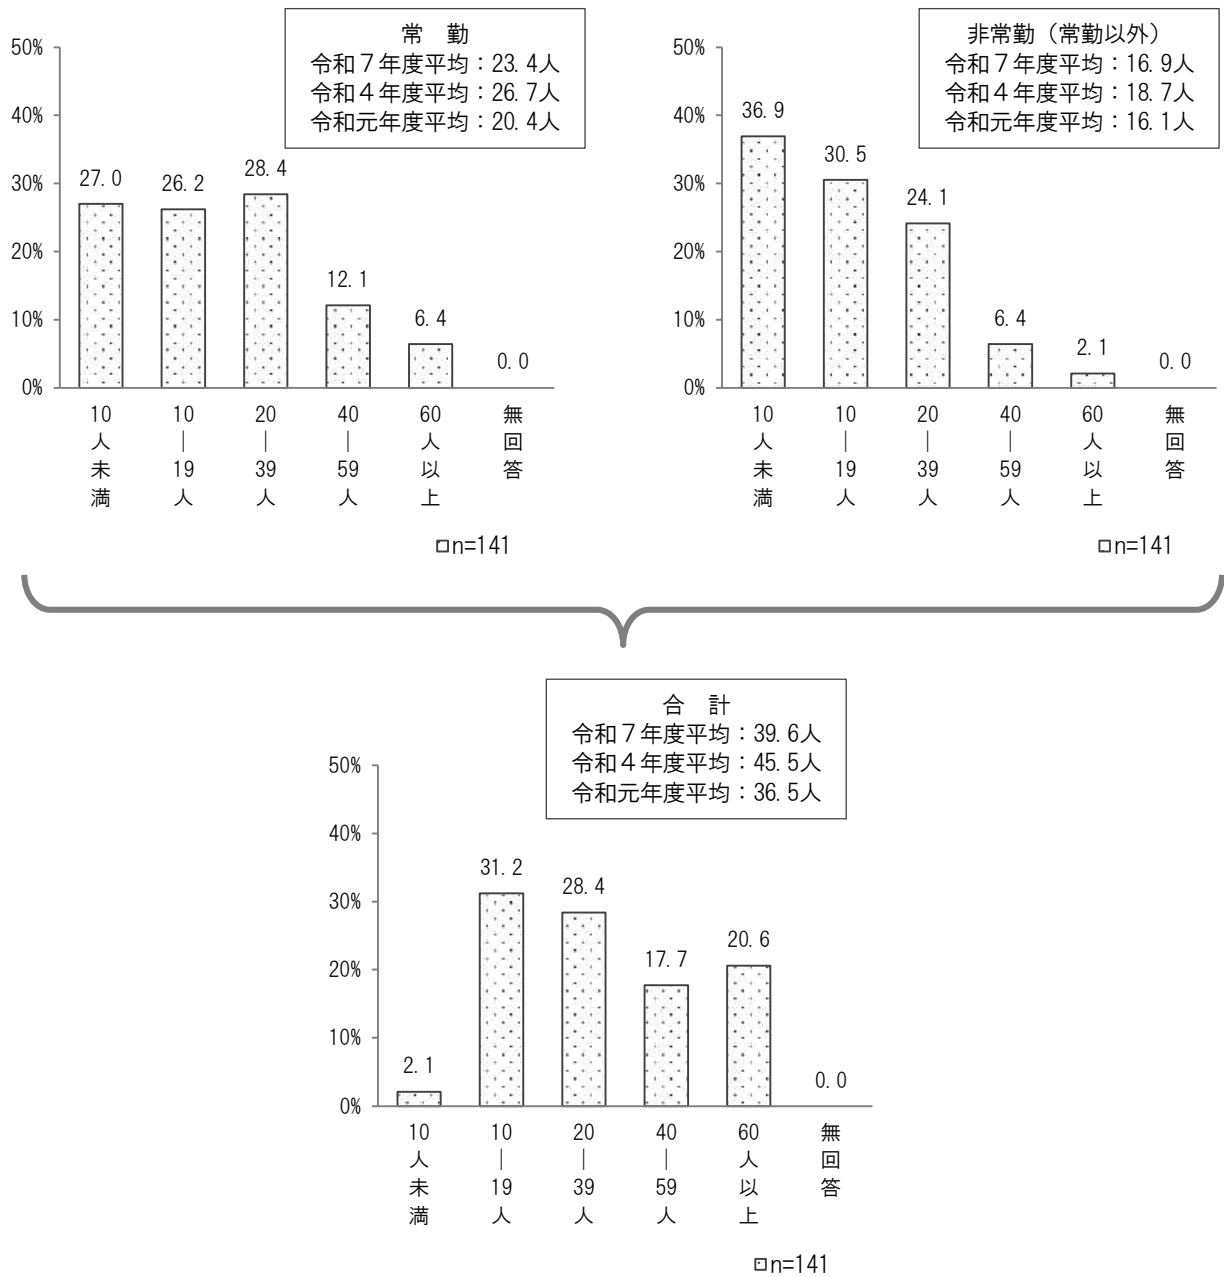 常　勤
令和７年度平均：23.4人
令和４年度平均：26.7人
令和元年度平均：20.4人
50%
40%
30%
20%
10%
0%
27.0
26.2
28.4
12.1
6.4
0.0
10人未満
10｜19人
20｜39人
40｜59人
60人以上
無回答
n=141
非常勤（常勤以外）
令和７年度平均：16.9人
令和４年度平均：18.7人
令和元年度平均：16.1人
50%
40%
30%
20%
10%
0%
36.9
30.5
24.1
6.4
2.1
0.0
10人未満
10｜19人
20｜39人
40｜59人
60人以上
無回答
n=141
合　計
令和７年度平均：39.6人
令和４年度平均：45.5人
令和元年度平均：36.5人
50%
40%
30%
20%
10%
0%
2.1
31.2
28.4
17.7
20.6
0.0
10人未満
10｜19人
20｜39人
40｜59人
60人以上
無回答
n=141